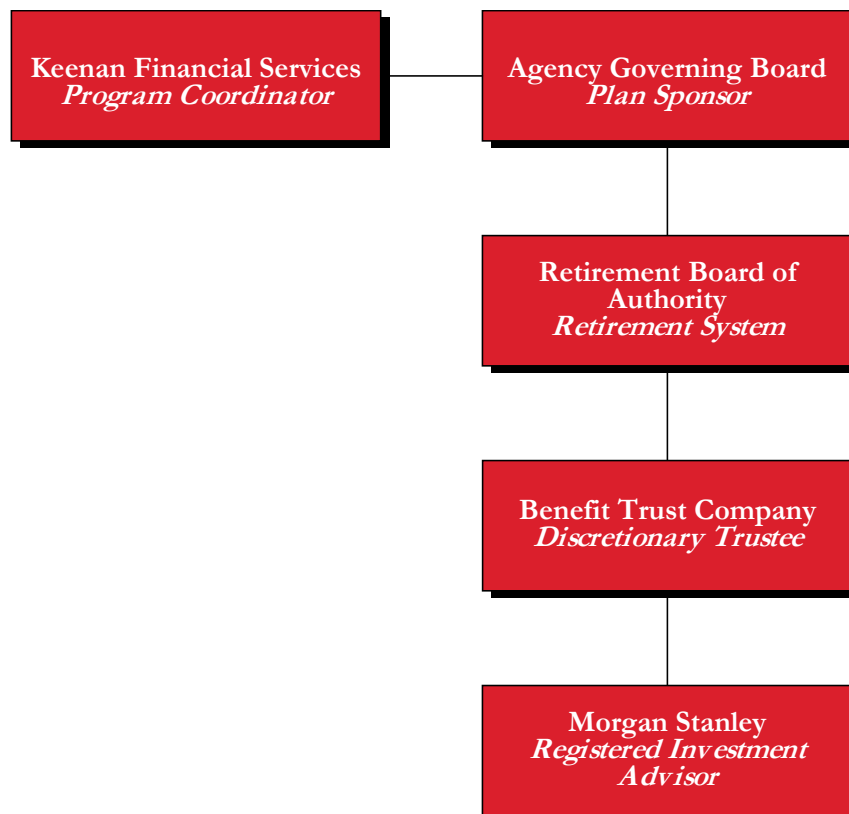 Keenan Financial Services
Program Coordinator
Agency Governing Board
Plan Sponsor
Retirement Board of
Authority
Retirement System
Benefit Trust Company
Discretionary Trustee
Morgan Stanley
Registered Investment
Advisor